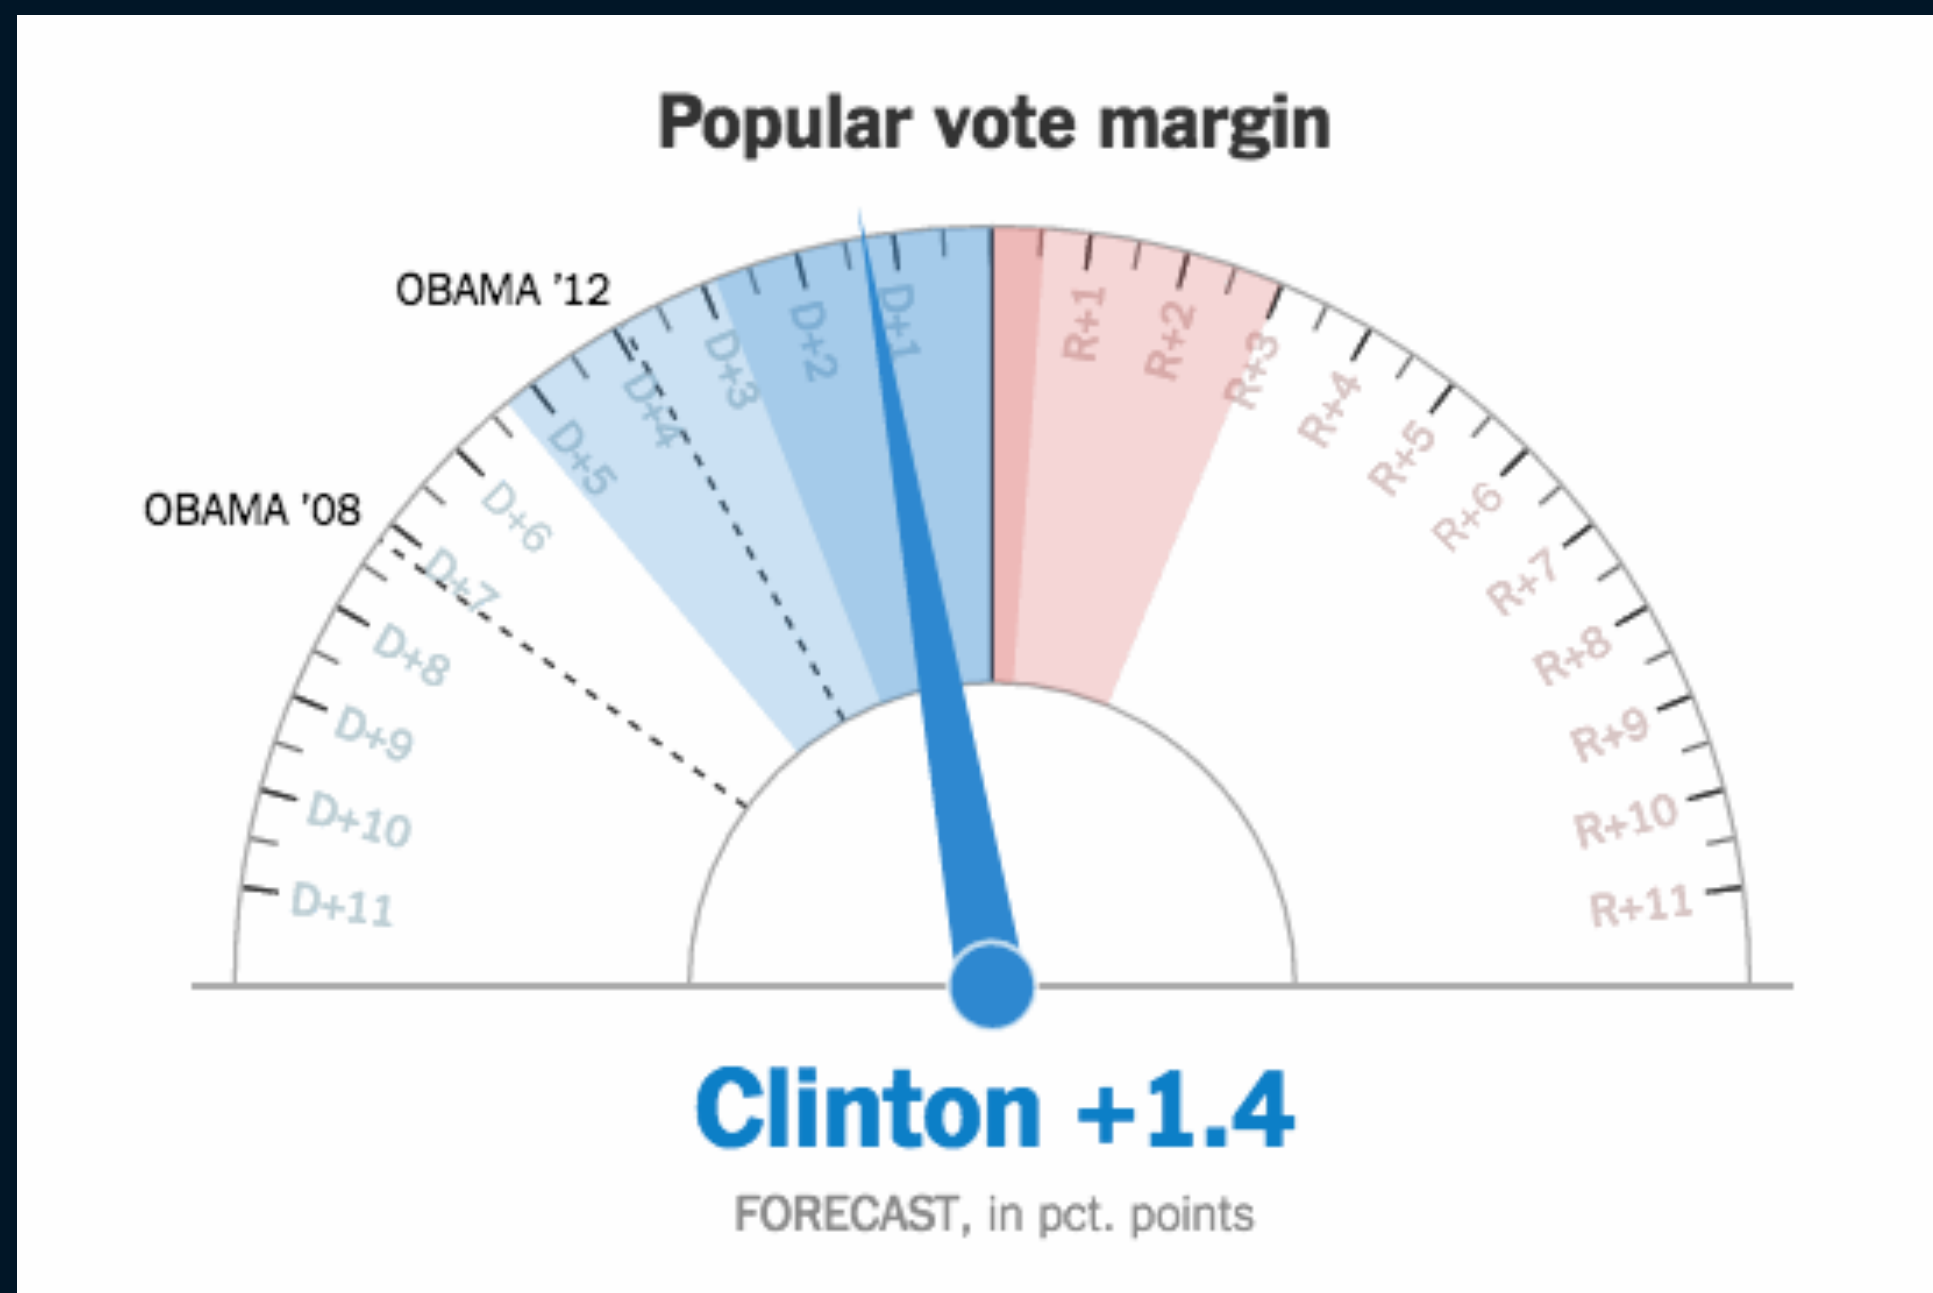 Popular vote margin
OBAMA ’12
OBAMA ’08
D+11
D+10
D+9
D+8
D+7
D+6
D+5
D+4
D+3
D+2
D+1
R+1
R+2
R+3
R+4
R+5
R+6
R+7
R+8
R+9
R+10
R+11
Clinton +1.4
FORECAST, in pct. points